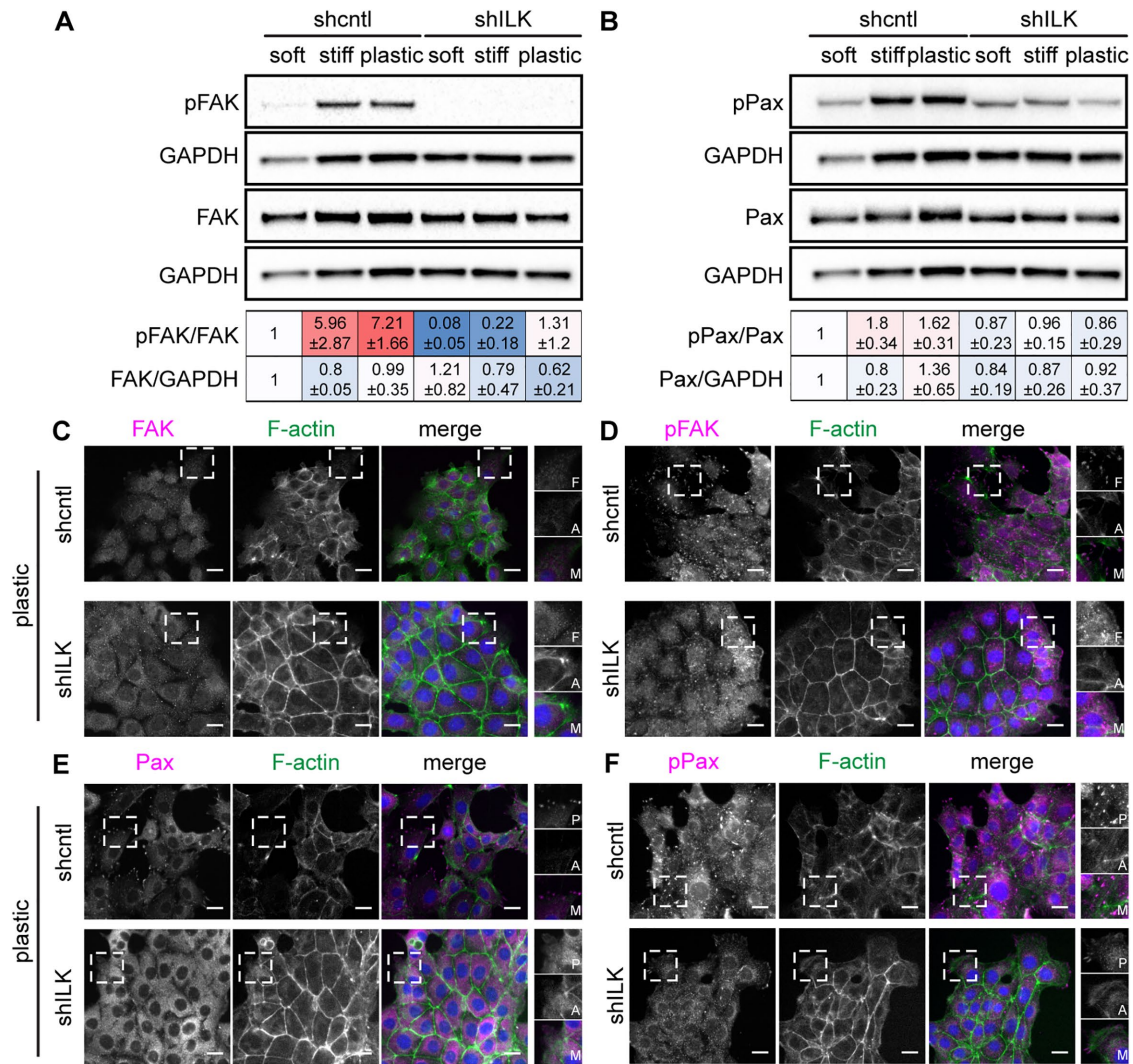 A
shcntl shILK
soft stiff plastic soft stiff plastic
pFAK
GAPDH
FAK
GAPDH
pFAK/FAK 1 5.96 ±2.87 7.21 ±1.66 0.08 ±0.05 0.22 ±0.18 1.31 ±1.2
FAK/GAPDH 1 0.8 ±0.05 0.99 ±0.35 1.21 ±0.82 0.79 ±0.47 0.62 ±0.21
B
shcntl shILK
soft stiff plastic soft stiff plastic
pPax
GAPDH
Pax
GAPDH
pPax/Pax 1 1.8 ±0.34 1.62 ±0.31 0.87 ±0.23 0.96 ±0.15 0.86 ±0.29
Pax/GAPDH 1 0.8 ±0.23 1.36 ±0.65 0.84 ±0.19 0.87 ±0.26 0.92 ±0.37
C FAK F-actin merge
plastic
shcntl
F
A
M
shILK
F
A
M
D pFAK F-actin merge
shcntl
F
A
M
shILK
F
A
M
E Pax F-actin merge
plastic
shcntl
P
A
M
shILK
P
A
M
F pPax F-actin merge
shcntl
P
A
M
shILK
P
A
M